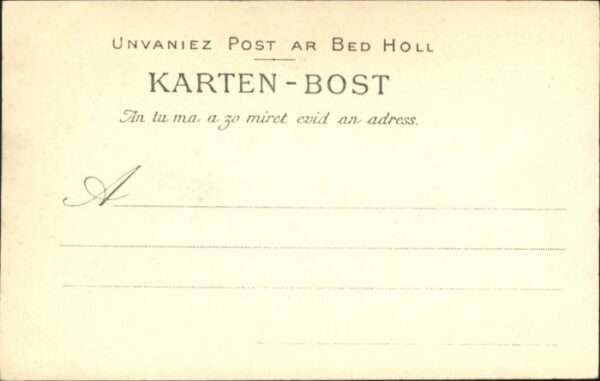 UNVANIEZ POST AR BED HOLL
KARTEN-BOST
An tu ma a zo miret evid an adress.
A